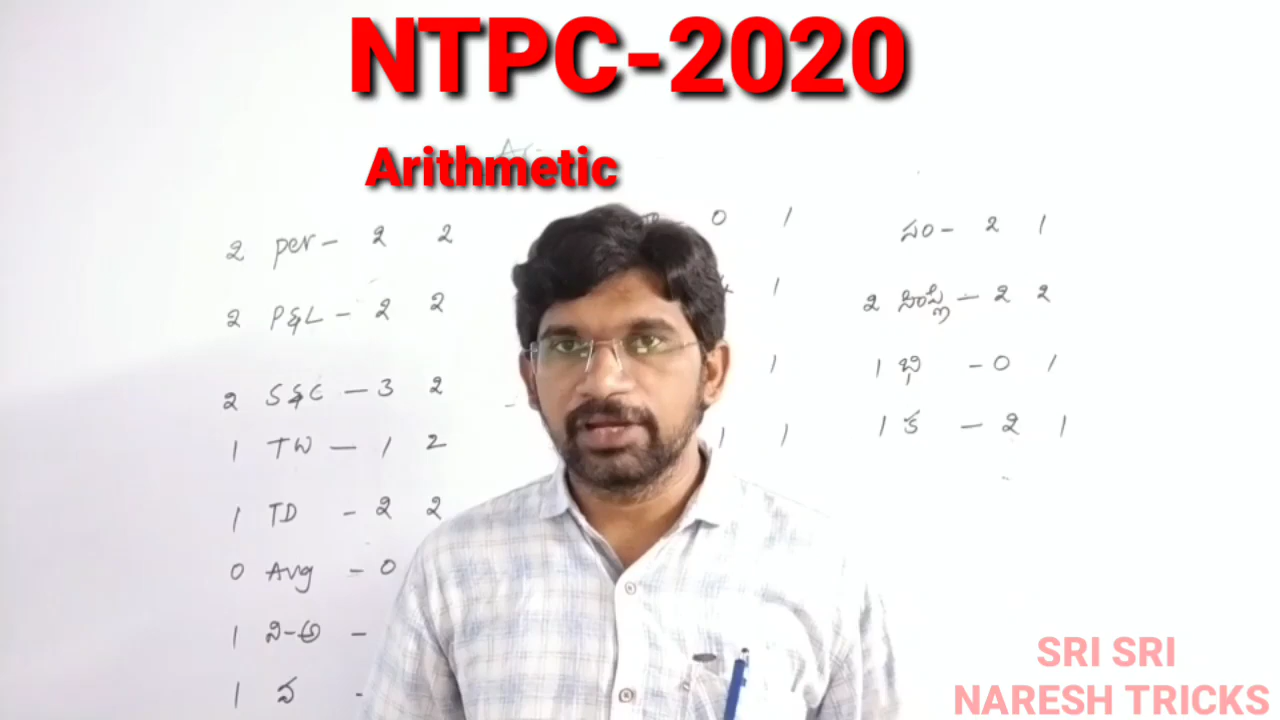 NTPC-2020
Arithmetic
2 per- 2 2
2 P&L - 2 2
2 S&C - 3 2
1 TW - 1 2
1 TD - 2 2
0 Avg - 0
1 ని-అ -
1 వ -
0 1
1
1
1 1
సం- 2 1
2 సింప్లి - 2 2
1 భి - 0 1
1 క - 2 1
SRI SRI
NARESH TRICKS